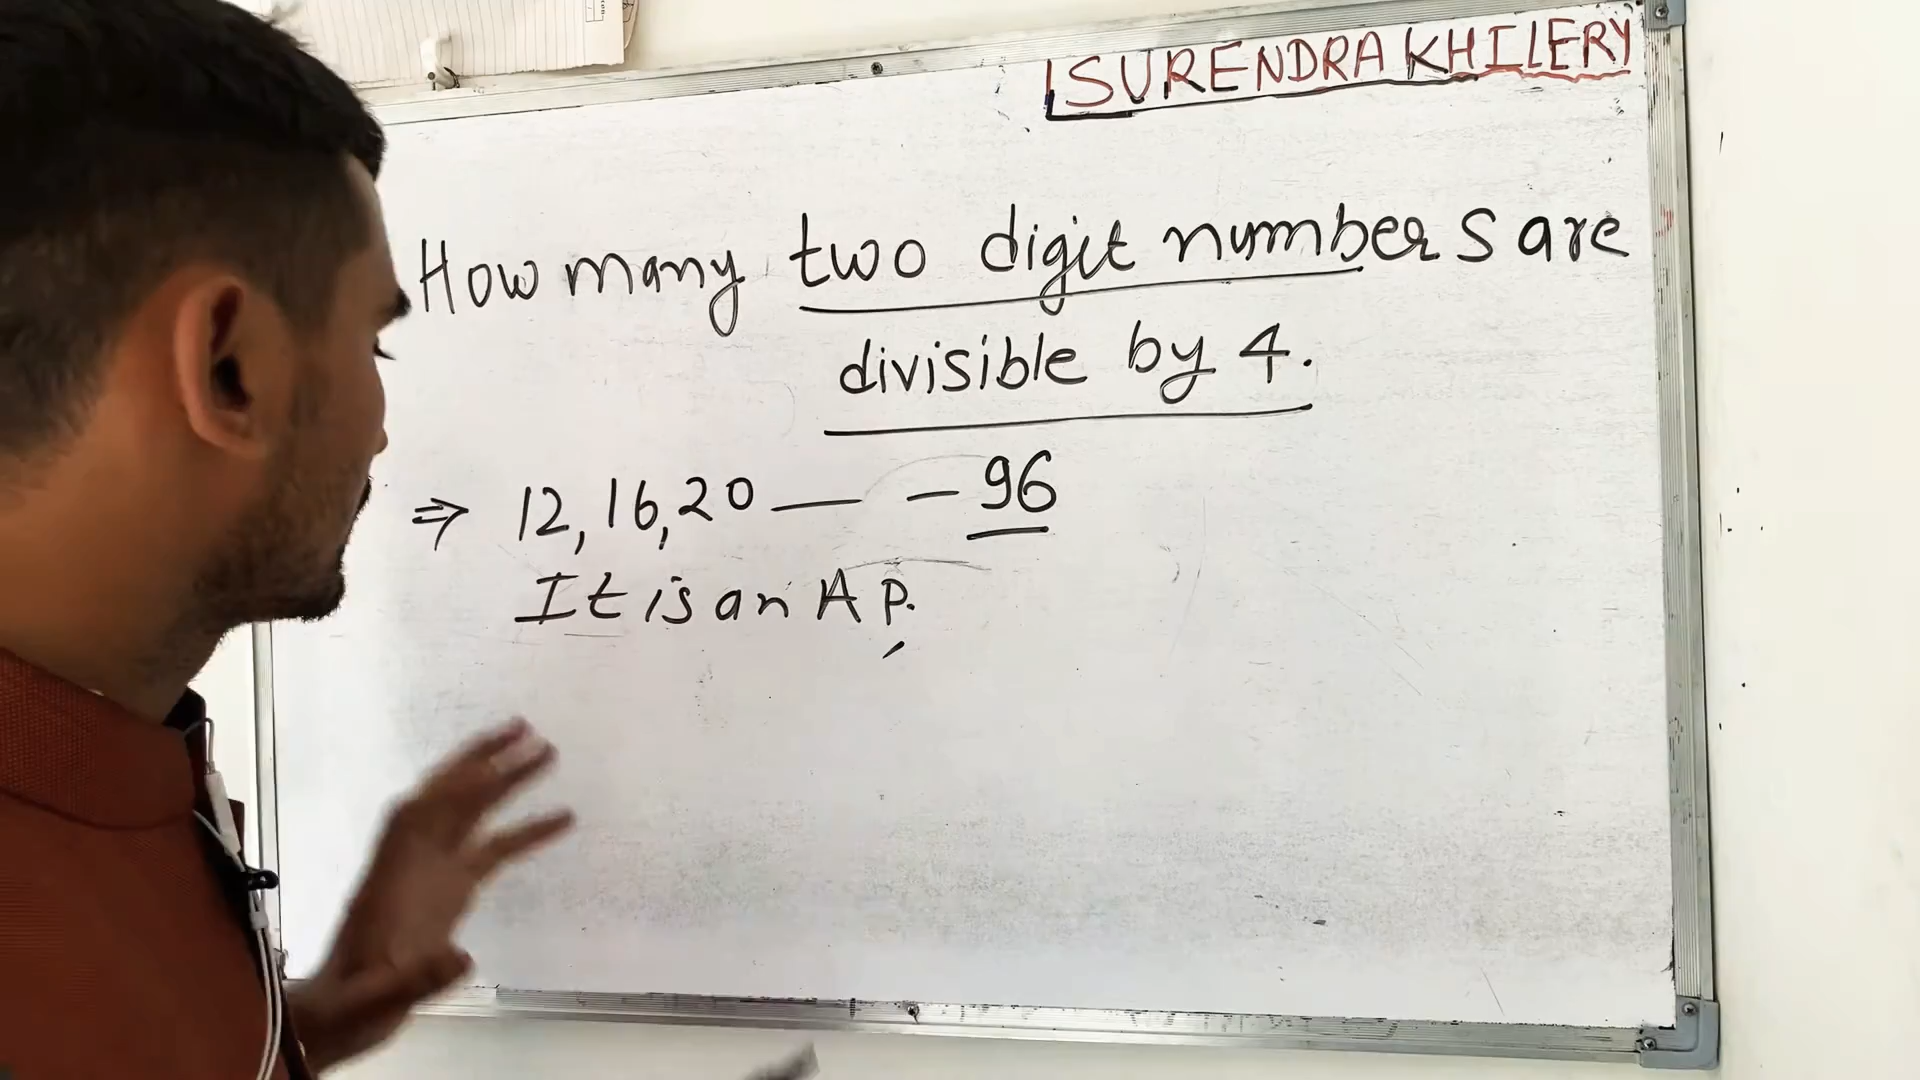 SURENDRA KHILERY
How many two digit numbers are
divisible by 4.
⇒ 12, 16, 20 — – 96
It is an A P.